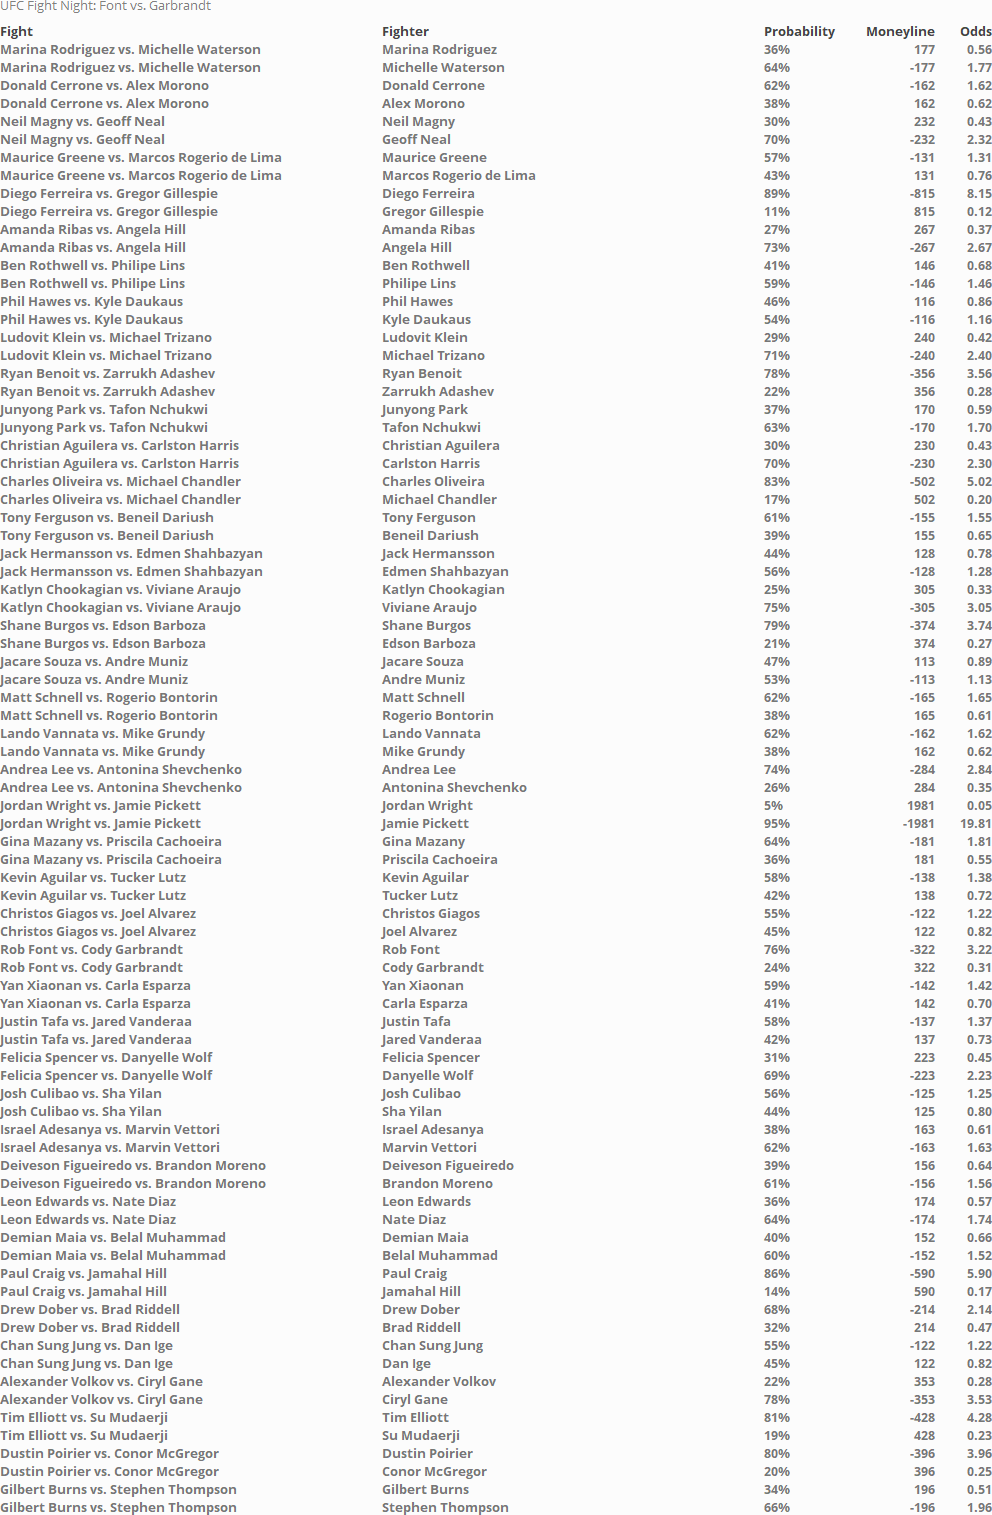 UFC Fight Night: Font vs. Garbrandt
Fight Fighter Probability Moneyline Odds
Marina Rodriguez vs. Michelle Waterson Marina Rodriguez 36% 177 0.56
Marina Rodriguez vs. Michelle Waterson Michelle Waterson 64% -177 1.77
Donald Cerrone vs. Alex Morono Donald Cerrone 62% -162 1.62
Donald Cerrone vs. Alex Morono Alex Morono 38% 162 0.62
Neil Magny vs. Geoff Neal Neil Magny 30% 232 0.43
Neil Magny vs. Geoff Neal Geoff Neal 70% -232 2.32
Maurice Greene vs. Marcos Rogerio de Lima Maurice Greene 57% -131 1.31
Maurice Greene vs. Marcos Rogerio de Lima Marcos Rogerio de Lima 43% 131 0.76
Diego Ferreira vs. Gregor Gillespie Diego Ferreira 89% -815 8.15
Diego Ferreira vs. Gregor Gillespie Gregor Gillespie 11% 815 0.12
Amanda Ribas vs. Angela Hill Amanda Ribas 27% 267 0.37
Amanda Ribas vs. Angela Hill Angela Hill 73% -267 2.67
Ben Rothwell vs. Philipe Lins Ben Rothwell 41% 146 0.68
Ben Rothwell vs. Philipe Lins Philipe Lins 59% -146 1.46
Phil Hawes vs. Kyle Daukaus Phil Hawes 46% 116 0.86
Phil Hawes vs. Kyle Daukaus Kyle Daukaus 54% -116 1.16
Ludovit Klein vs. Michael Trizano Ludovit Klein 29% 240 0.42
Ludovit Klein vs. Michael Trizano Michael Trizano 71% -240 2.40
Ryan Benoit vs. Zarrukh Adashev Ryan Benoit 78% -356 3.56
Ryan Benoit vs. Zarrukh Adashev Zarrukh Adashev 22% 356 0.28
Junyong Park vs. Tafon Nchukwi Junyong Park 37% 170 0.59
Junyong Park vs. Tafon Nchukwi Tafon Nchukwi 63% -170 1.70
Christian Aguilera vs. Carlston Harris Christian Aguilera 30% 230 0.43
Christian Aguilera vs. Carlston Harris Carlston Harris 70% -230 2.30
Charles Oliveira vs. Michael Chandler Charles Oliveira 83% -502 5.02
Charles Oliveira vs. Michael Chandler Michael Chandler 17% 502 0.20
Tony Ferguson vs. Beneil Dariush Tony Ferguson 61% -155 1.55
Tony Ferguson vs. Beneil Dariush Beneil Dariush 39% 155 0.65
Jack Hermansson vs. Edmen Shahbazyan Jack Hermansson 44% 128 0.78
Jack Hermansson vs. Edmen Shahbazyan Edmen Shahbazyan 56% -128 1.28
Katlyn Chookagian vs. Viviane Araujo Katlyn Chookagian 25% 305 0.33
Katlyn Chookagian vs. Viviane Araujo Viviane Araujo 75% -305 3.05
Shane Burgos vs. Edson Barboza Shane Burgos 79% -374 3.74
Shane Burgos vs. Edson Barboza Edson Barboza 21% 374 0.27
Jacare Souza vs. Andre Muniz Jacare Souza 47% 113 0.89
Jacare Souza vs. Andre Muniz Andre Muniz 53% -113 1.13
Matt Schnell vs. Rogerio Bontorin Matt Schnell 62% -165 1.65
Matt Schnell vs. Rogerio Bontorin Rogerio Bontorin 38% 165 0.61
Lando Vannata vs. Mike Grundy Lando Vannata 62% -162 1.62
Lando Vannata vs. Mike Grundy Mike Grundy 38% 162 0.62
Andrea Lee vs. Antonina Shevchenko Andrea Lee 74% -284 2.84
Andrea Lee vs. Antonina Shevchenko Antonina Shevchenko 26% 284 0.35
Jordan Wright vs. Jamie Pickett Jordan Wright 5% 1981 0.05
Jordan Wright vs. Jamie Pickett Jamie Pickett 95% -1981 19.81
Gina Mazany vs. Priscila Cachoeira Gina Mazany 64% -181 1.81
Gina Mazany vs. Priscila Cachoeira Priscila Cachoeira 36% 181 0.55
Kevin Aguilar vs. Tucker Lutz Kevin Aguilar 58% -138 1.38
Kevin Aguilar vs. Tucker Lutz Tucker Lutz 42% 138 0.72
Christos Giagos vs. Joel Alvarez Christos Giagos 55% -122 1.22
Christos Giagos vs. Joel Alvarez Joel Alvarez 45% 122 0.82
Rob Font vs. Cody Garbrandt Rob Font 76% -322 3.22
Rob Font vs. Cody Garbrandt Cody Garbrandt 24% 322 0.31
Yan Xiaonan vs. Carla Esparza Yan Xiaonan 59% -142 1.42
Yan Xiaonan vs. Carla Esparza Carla Esparza 41% 142 0.70
Justin Tafa vs. Jared Vanderaa Justin Tafa 58% -137 1.37
Justin Tafa vs. Jared Vanderaa Jared Vanderaa 42% 137 0.73
Felicia Spencer vs. Danyelle Wolf Felicia Spencer 31% 223 0.45
Felicia Spencer vs. Danyelle Wolf Danyelle Wolf 69% -223 2.23
Josh Culibao vs. Sha Yilan Josh Culibao 56% -125 1.25
Josh Culibao vs. Sha Yilan Sha Yilan 44% 125 0.80
Israel Adesanya vs. Marvin Vettori Israel Adesanya 38% 163 0.61
Israel Adesanya vs. Marvin Vettori Marvin Vettori 62% -163 1.63
Deiveson Figueiredo vs. Brandon Moreno Deiveson Figueiredo 39% 156 0.64
Deiveson Figueiredo vs. Brandon Moreno Brandon Moreno 61% -156 1.56
Leon Edwards vs. Nate Diaz Leon Edwards 36% 174 0.57
Leon Edwards vs. Nate Diaz Nate Diaz 64% -174 1.74
Demian Maia vs. Belal Muhammad Demian Maia 40% 152 0.66
Demian Maia vs. Belal Muhammad Belal Muhammad 60% -152 1.52
Paul Craig vs. Jamahal Hill Paul Craig 86% -590 5.90
Paul Craig vs. Jamahal Hill Jamahal Hill 14% 590 0.17
Drew Dober vs. Brad Riddell Drew Dober 68% -214 2.14
Drew Dober vs. Brad Riddell Brad Riddell 32% 214 0.47
Chan Sung Jung vs. Dan Ige Chan Sung Jung 55% -122 1.22
Chan Sung Jung vs. Dan Ige Dan Ige 45% 122 0.82
Alexander Volkov vs. Ciryl Gane Alexander Volkov 22% 353 0.28
Alexander Volkov vs. Ciryl Gane Ciryl Gane 78% -353 3.53
Tim Elliott vs. Su Mudaerji Tim Elliott 81% -428 4.28
Tim Elliott vs. Su Mudaerji Su Mudaerji 19% 428 0.23
Dustin Poirier vs. Conor McGregor Dustin Poirier 80% -396 3.96
Dustin Poirier vs. Conor McGregor Conor McGregor 20% 396 0.25
Gilbert Burns vs. Stephen Thompson Gilbert Burns 34% 196 0.51
Gilbert Burns vs. Stephen Thompson Stephen Thompson 66% -196 1.96